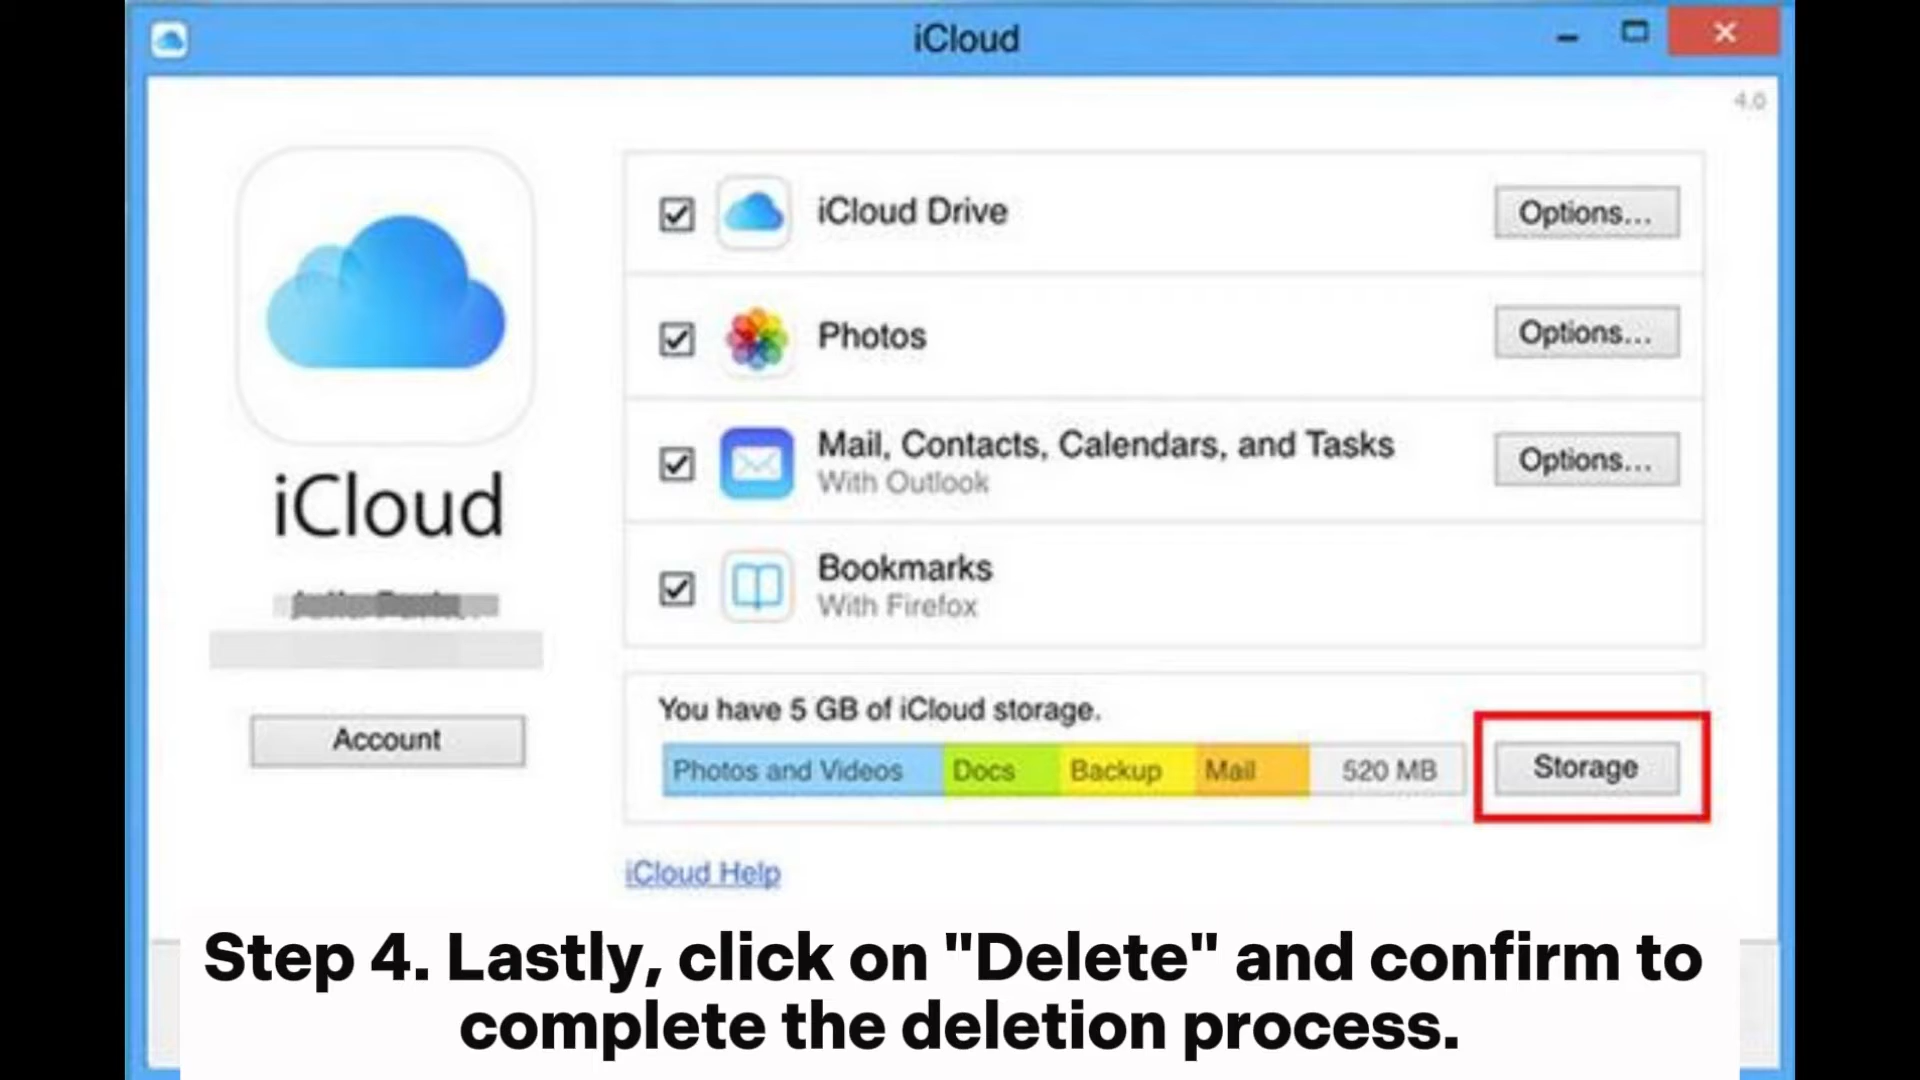 iCloud
4.0
iCloud Drive
Options...
Photos
Options...
Mail, Contacts, Calendars, and Tasks
With Outlook
Options...
iCloud
Bookmarks
With Firefox
You have 5 GB of iCloud storage.
Account
Photos and Videos Docs Backup Mail 520 MB Storage
iCloud Help
Step 4. Lastly, click on "Delete" and confirm to
complete the deletion process.